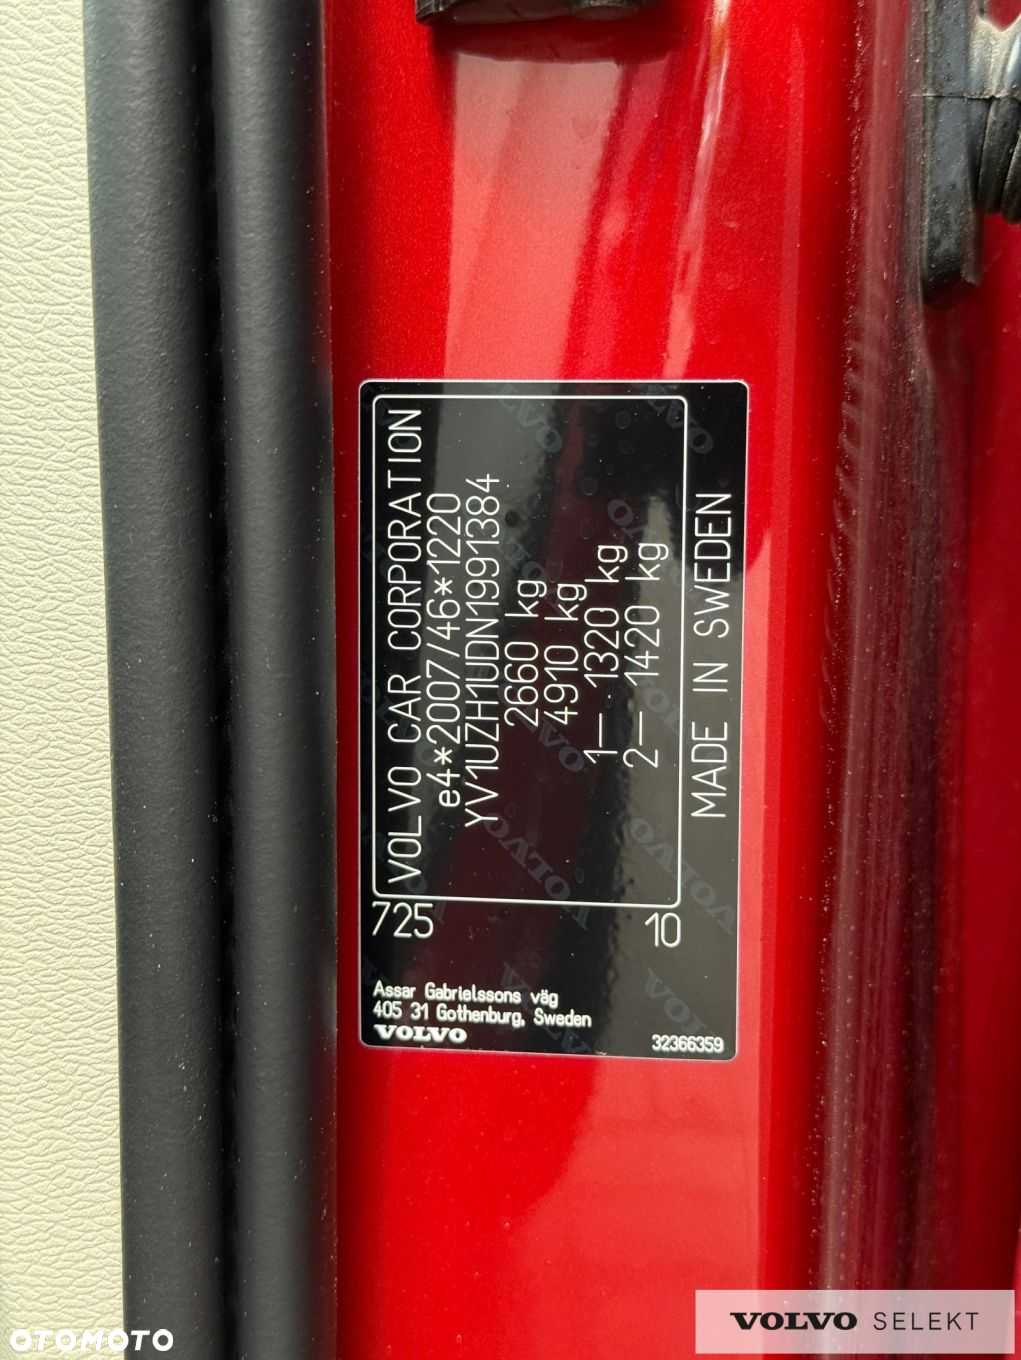 VOLVO CAR CORPORATION
e4*2007/46*1220
YV1UZH1UDN1991384
2660 kg
4910 kg
1— 1320 kg
2— 1420 kg
MADE IN SWEDEN
725
10
Assar Gabrielssons väg
405 31 Gothenburg, Sweden
VOLVO
32366359
VOLVO SELEKT
OTOMOTO